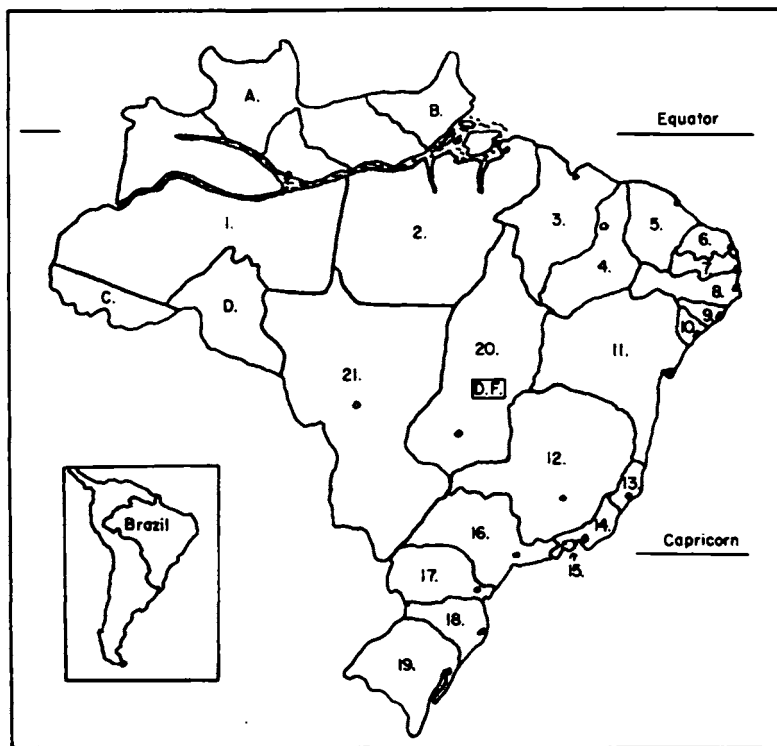 A.
B.
Equator
1.
2.
3.
5.
6.
7.
4.
8.
C.
D.
9.
10.
20.
11.
21.
D.F.
12.
13.
Brazil
16.
14.
Capricorn
15.
17.
18.
19.